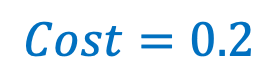 Cost = 0.2